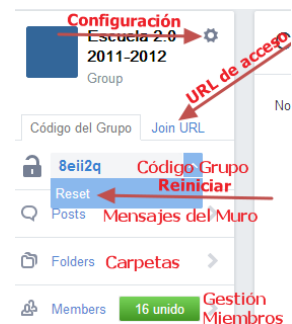 Configuración
Escuela 2.0
2011-2012
Group
URL de acceso
No
Código del Grupo Join URL
8eii2q Código Grupo
Reset Reiniciar
Posts Mensajes del Muro
Folders Carpetas
Members 16 unido Gestión Miembros